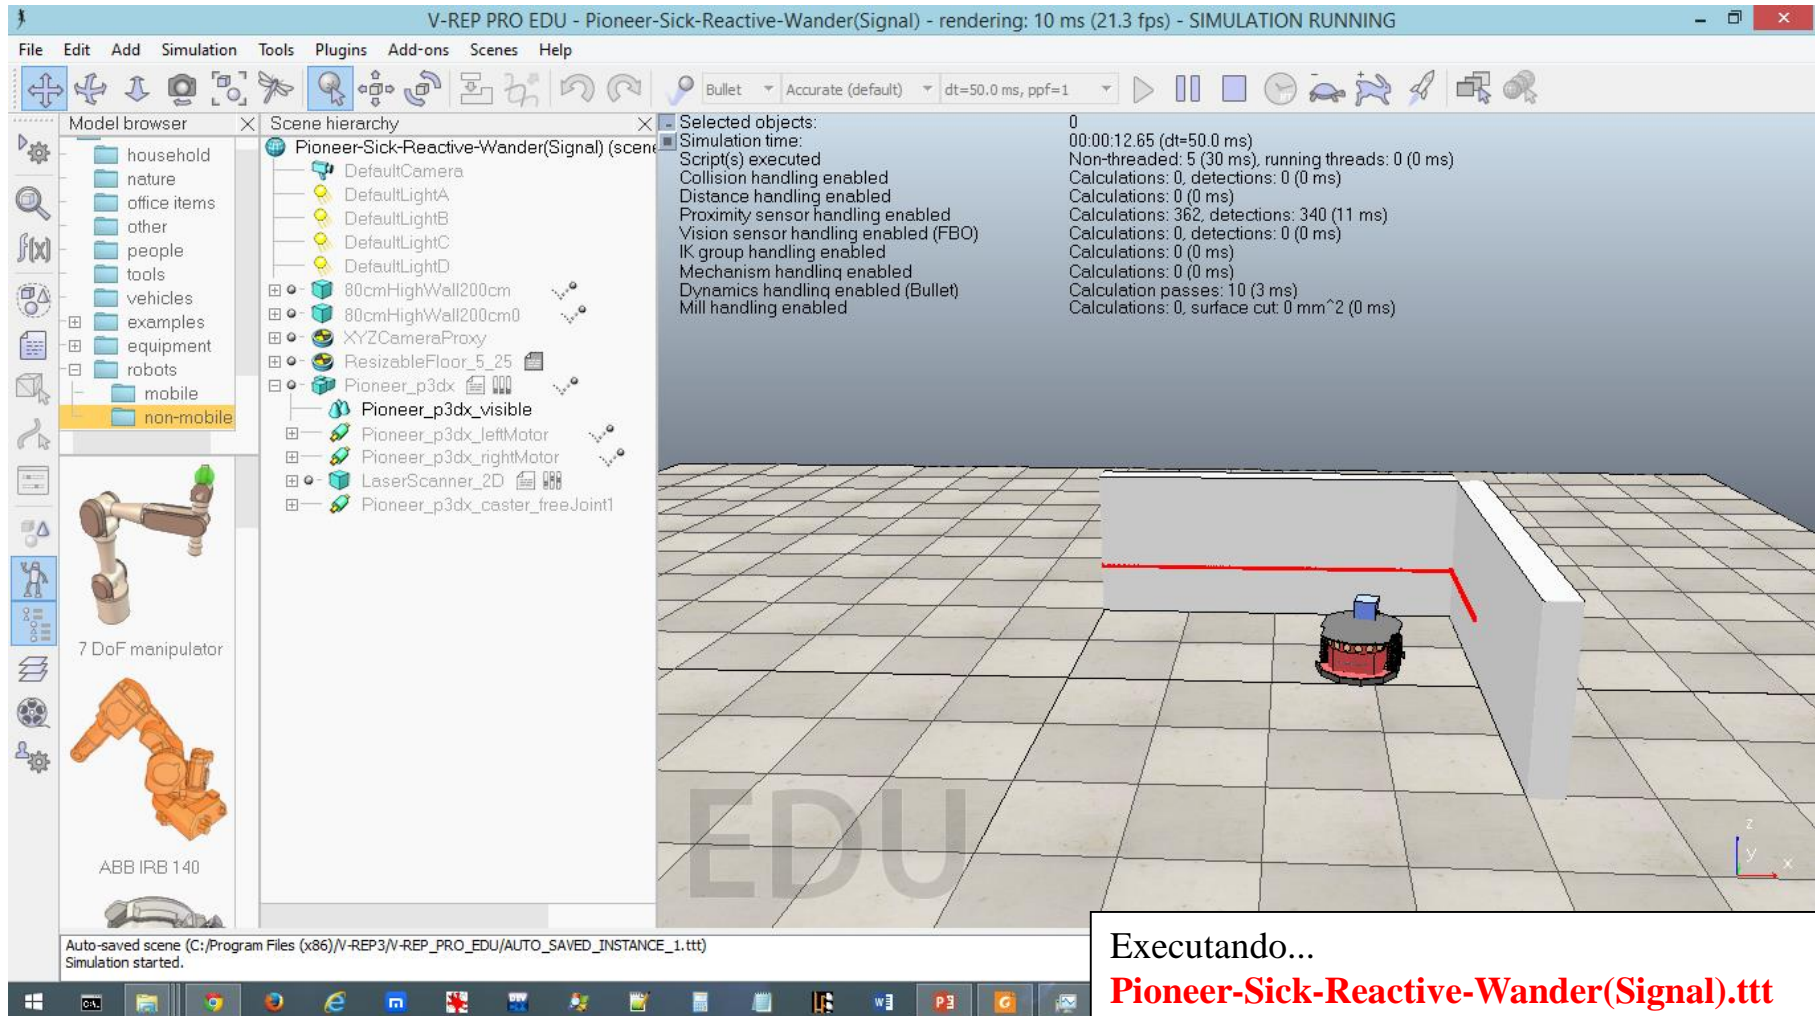 V-REP PRO EDU - Pioneer-Sick-Reactive-Wander(Signal) - rendering: 10 ms (21.3 fps) - SIMULATION RUNNING
File Edit Add Simulation Tools Plugins Add-ons Scenes Help
Bullet Accurate (default) dt=50.0 ms, ppf=1
Model browser
household
nature
office items
other
people
tools
vehicles
examples
equipment
robots
mobile
non-mobile
7 DoF manipulator
ABB IRB 140
Scene hierarchy
Pioneer-Sick-Reactive-Wander(Signal) (scene
DefaultCamera
DefaultLightA
DefaultLightB
DefaultLightC
DefaultLightD
80cmHighWall200cm
80cmHighWall200cm0
XYZCameraProxy
ResizableFloor_5_25
Pioneer_p3dx
Pioneer_p3dx_visible
Pioneer_p3dx_leftMotor
Pioneer_p3dx_rightMotor
LaserScanner_2D
Pioneer_p3dx_caster_freeJoint1
Selected objects: 0
Simulation time: 00:00:12.65 (dt=50.0 ms)
Script(s) executed Non-threaded: 5 (30 ms), running threads: 0 (0 ms)
Collision handling enabled Calculations: 0, detections: 0 (0 ms)
Distance handling enabled Calculations: 0 (0 ms)
Proximity sensor handling enabled Calculations: 362, detections: 340 (11 ms)
Vision sensor handling enabled (FBO) Calculations: 0, detections: 0 (0 ms)
IK group handling enabled Calculations: 0 (0 ms)
Mechanism handling enabled Calculations: 0 (0 ms)
Dynamics handling enabled (Bullet) Calculation passes: 10 (3 ms)
Mill handling enabled Calculations: 0, surface cut: 0 mm^2 (0 ms)
EDU
z
y
x
Auto-saved scene (C:/Program Files (x86)/V-REP3/V-REP_PRO_EDU/AUTO_SAVED_INSTANCE_1.ttt)
Simulation started.
Executando...
Pioneer-Sick-Reactive-Wander(Signal).ttt